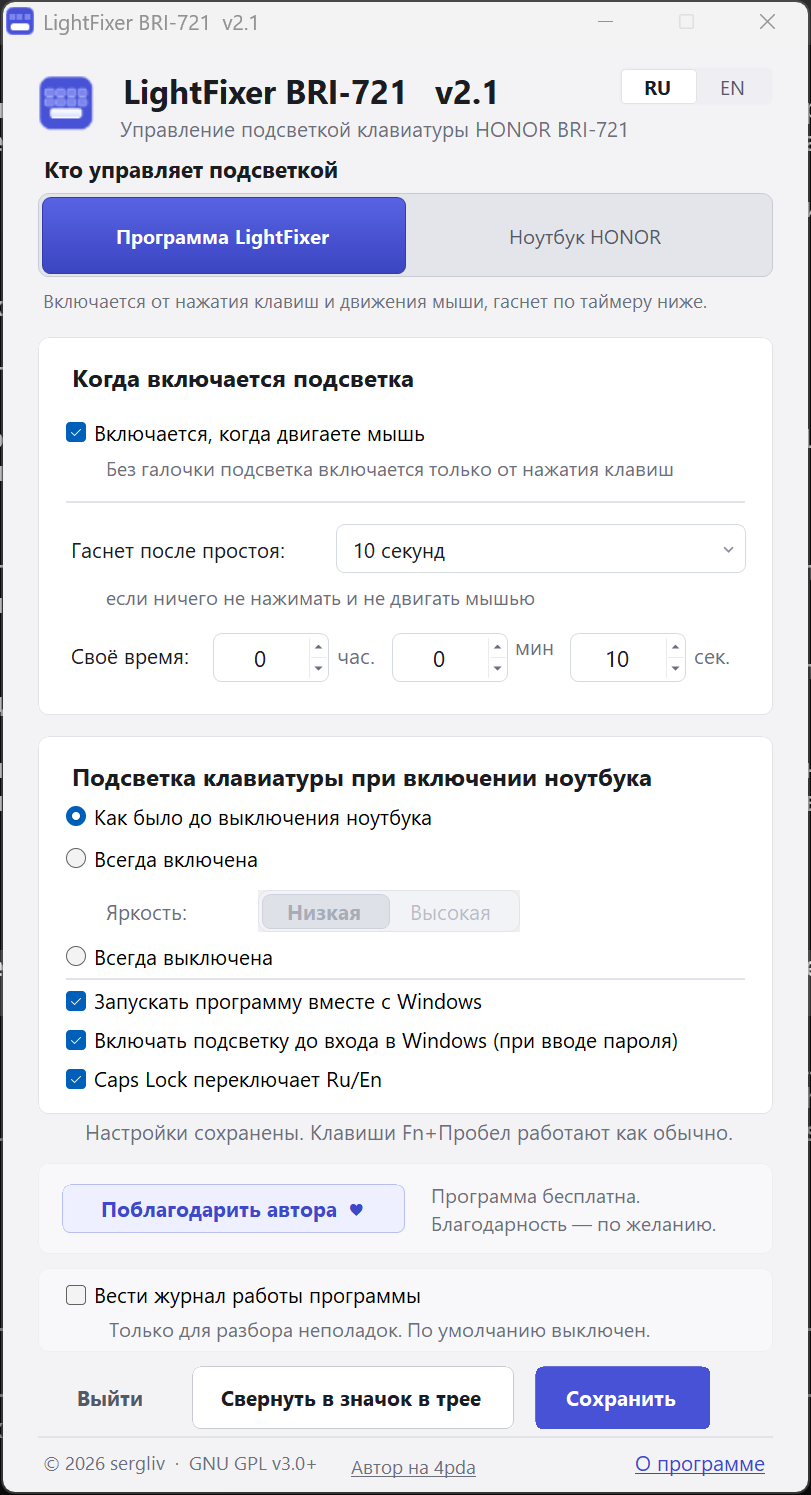 LightFixer BRI-721 v2.1
LightFixer BRI-721 v2.1
RU EN
Управление подсветкой клавиатуры HONOR BRI-721
Кто управляет подсветкой
Программа LightFixer Ноутбук HONOR
Включается от нажатия клавиш и движения мыши, гаснет по таймеру ниже.
Когда включается подсветка
Включается, когда двигаете мышь
Без галочки подсветка включается только от нажатия клавиш
Гаснет после простоя: 10 секунд
если ничего не нажимать и не двигать мышью
Своё время: 0 час. 0 мин 10 сек.
Подсветка клавиатуры при включении ноутбука
Как было до выключения ноутбука
Всегда включена
Яркость: Низкая Высокая
Всегда выключена
Запускать программу вместе с Windows
Включать подсветку до входа в Windows (при вводе пароля)
Caps Lock переключает Ru/En
Настройки сохранены. Клавиши Fn+Пробел работают как обычно.
Поблагодарить автора ♥
Программа бесплатна.
Благодарность — по желанию.
Вести журнал работы программы
Только для разбора неполадок. По умолчанию выключен.
Выйти Свернуть в значок в трее Сохранить
© 2026 sergliv · GNU GPL v3.0+ Автор на 4pda О программе